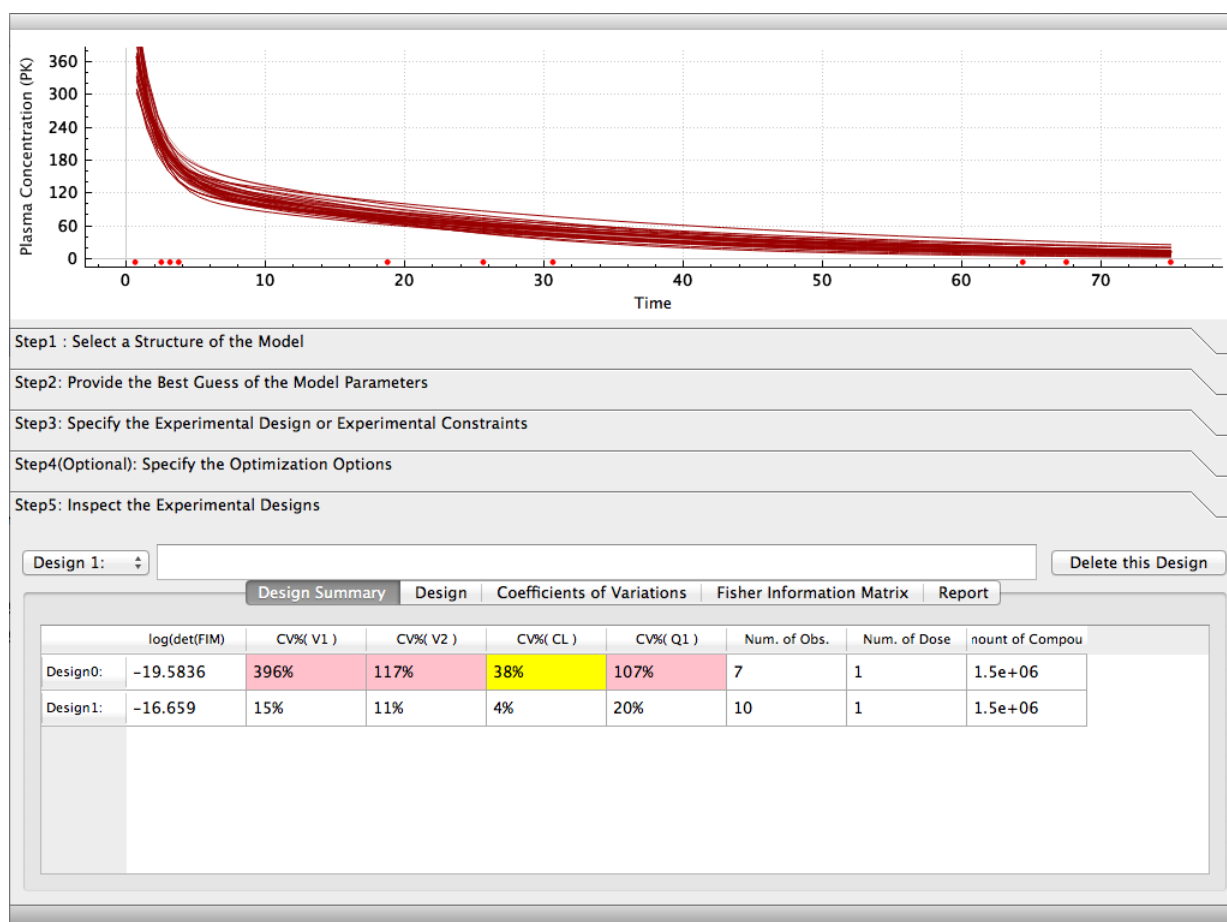 Plasma Concentration (PK)
360
300
240
180
120
60
0
0 10 20 30 40 50 60 70
Time
Step1 : Select a Structure of the Model
Step2: Provide the Best Guess of the Model Parameters
Step3: Specify the Experimental Design or Experimental Constraints
Step4(Optional): Specify the Optimization Options
Step5: Inspect the Experimental Designs
Design 1: Delete this Design
Design Summary Design Coefficients of Variations Fisher Information Matrix Report
log(det(FIM) CV%( V1 ) CV%( V2 ) CV%( CL ) CV%( Q1 ) Num. of Obs. Num. of Dose nount of Compou
Design0: -19.5836 396% 117% 38% 107% 7 1 1.5e+06
Design1: -16.659 15% 11% 4% 20% 10 1 1.5e+06